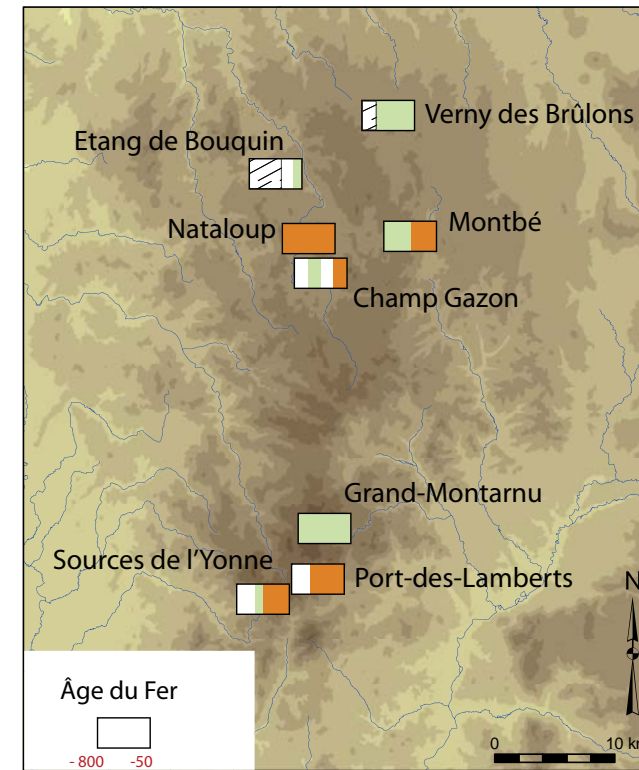 Verny des Brûlons
Etang de Bouquin
Nataloup
Montbé
Champ Gazon
Grand-Montarnu
Sources de l'Yonne
Port-des-Lamberts
N
Âge du Fer
- 800 -50
0 10 km